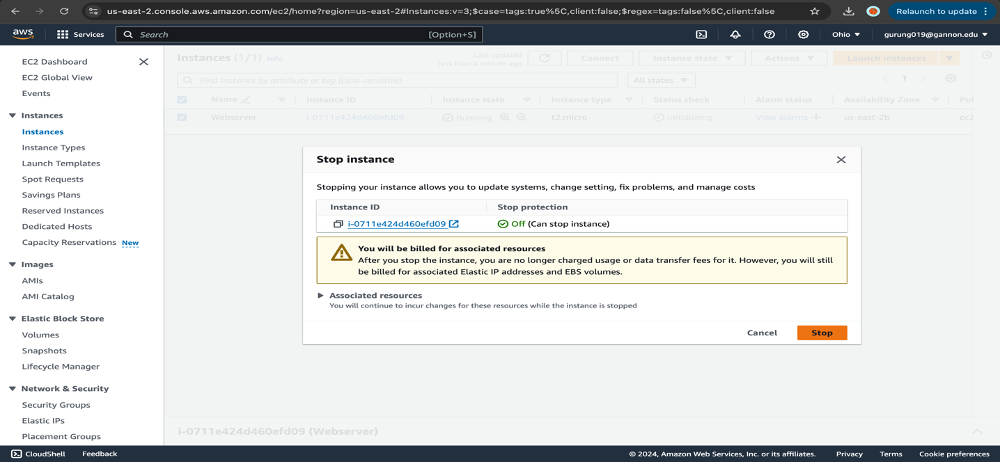 us-east-2.console.aws.amazon.com/ec2/home?region=us-east-2#Instances:v=3;$case=tags:true%5C,client:false;$regex=tags:false%5C,client:false
Relaunch to update
aws
Services
Search
[Option+S]
Ohio
gurung019@gannon.edu
EC2 Dashboard
EC2 Global View
Events
Instances
Instances
Instance Types
Launch Templates
Spot Requests
Savings Plans
Reserved Instances
Dedicated Hosts
Capacity Reservations New
Images
AMIs
AMI Catalog
Elastic Block Store
Volumes
Snapshots
Lifecycle Manager
Network & Security
Security Groups
Elastic IPs
Placement Groups
Instances (1/1) Info
Last updated
less than a minute ago
Connect
Instance state
Actions
Launch instances
Find Instance by attribute or tag (case-sensitive)
All states
1
Name Instance ID Instance state Instance type Status check Alarm status Availability Zone Pul
Webserver i-0711e424d460efd09 Running t2.micro Initializing View alarms us-east-2b ec2
Stop instance
Stopping your instance allows you to update systems, change setting, fix problems, and manage costs
Instance ID Stop protection
i-0711e424d460efd09 Off (Can stop instance)
You will be billed for associated resources
After you stop the instance, you are no longer charged usage or data transfer fees for it. However, you will still
be billed for associated Elastic IP addresses and EBS volumes.
Associated resources
You will continue to incur changes for these resources while the instance is stopped
Cancel
Stop
i-0711e424d460efd09 (Webserver)
CloudShell
Feedback
© 2024, Amazon Web Services, Inc. or its affiliates.
Privacy
Terms
Cookie preferences